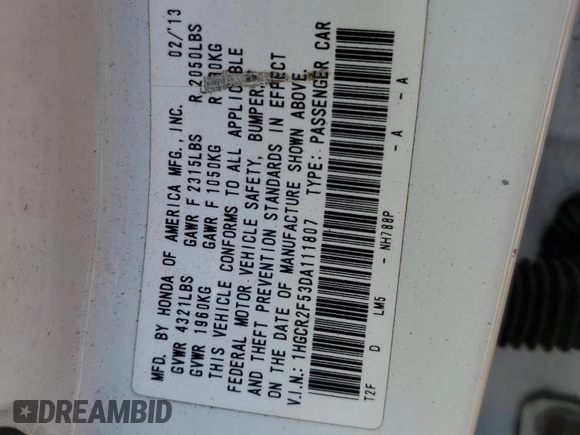 MFD. BY HONDA OF AMERICA MFG., INC. 02/'13
GVWR 4321LBS GAWR F 2315LBS R 2050LBS
GVWR 1960KG GAWR F 1050KG R
THIS VEHICLE CONFORMS TO ALL APPLICABLE
FEDERAL MOTOR VEHICLE SAFETY, BUMPER,
AND THEFT PREVENTION STANDARDS IN EFFECT
ON THE DATE OF MANUFACTURE SHOWN ABOVE.
V.I.N.: 1HGCR2F53DA111807 TYPE: PASSENGER CAR
T2F D LM5 - NH788P - A - A
DREAMBID